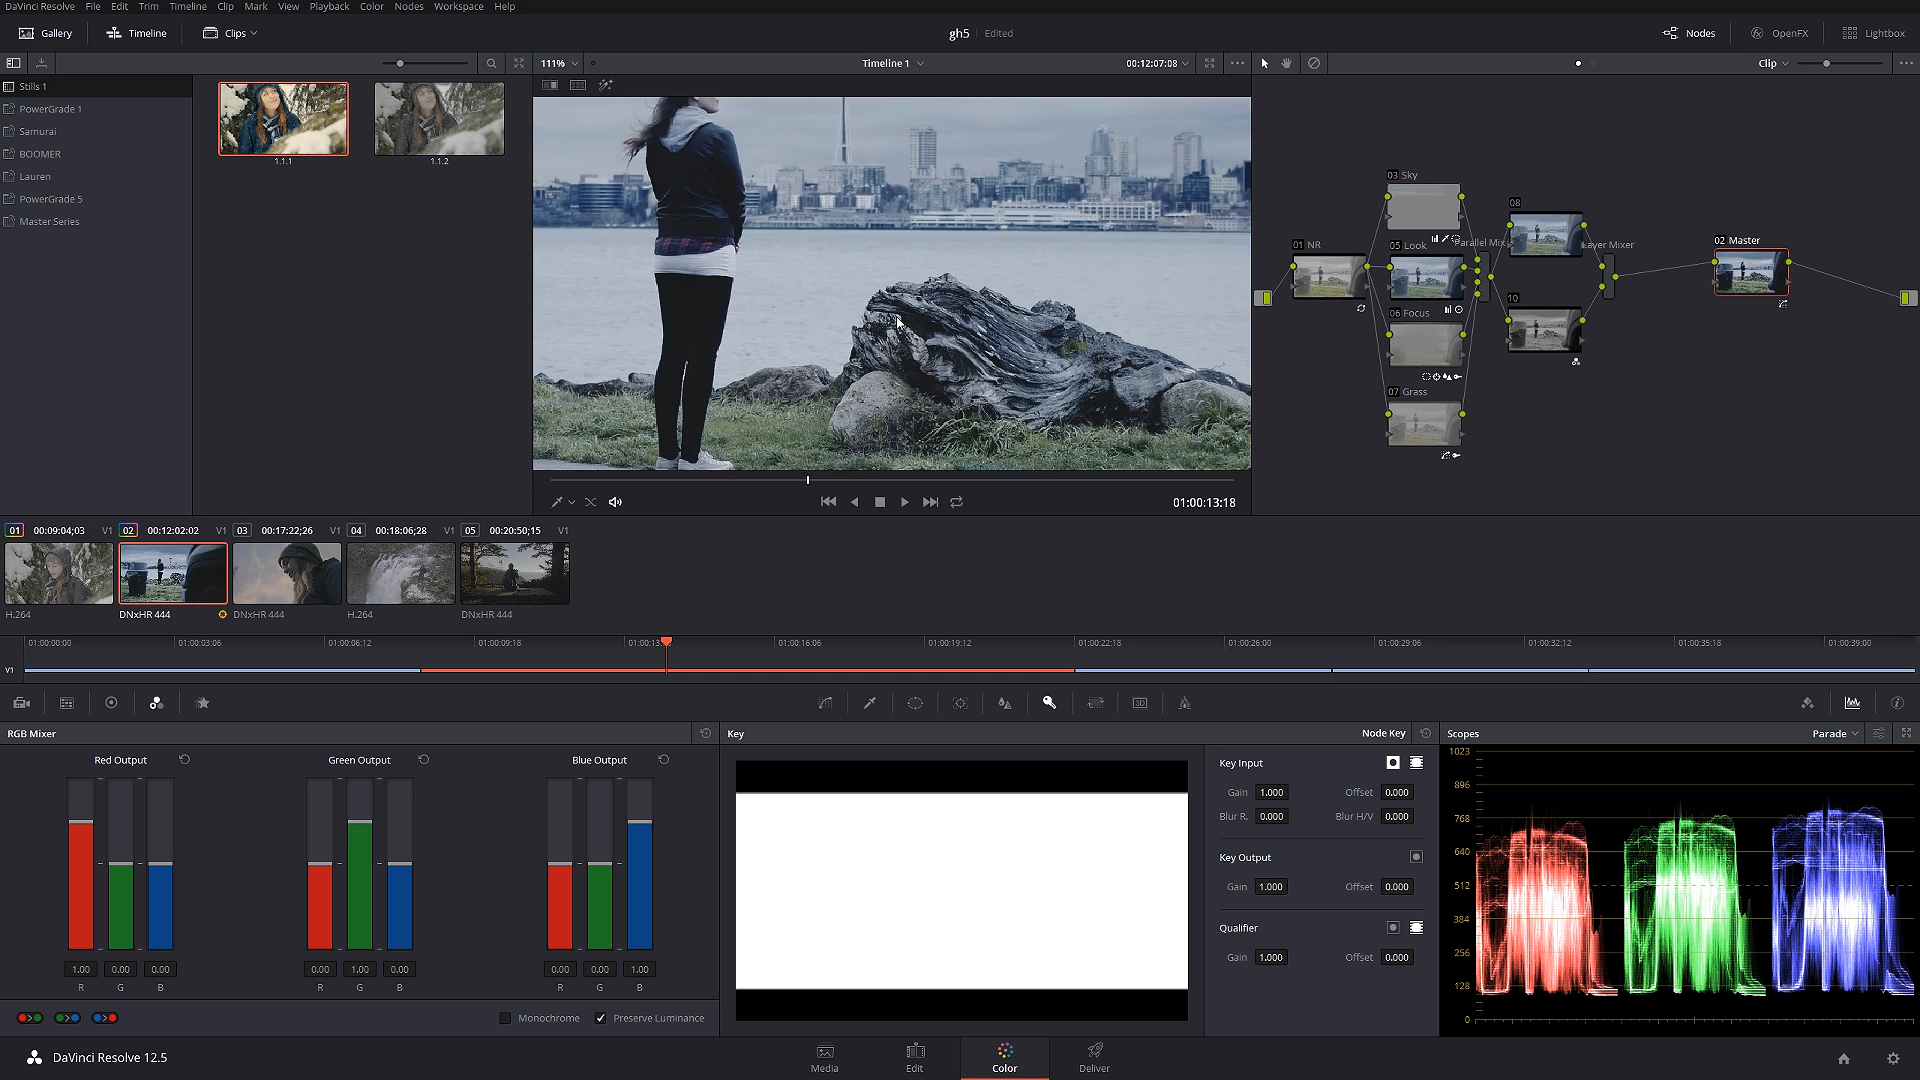 DaVinci Resolve File Edit Trim Timeline Clip Mark View Playback Color Nodes Workspace Help
Gallery Timeline Clips gh5 Edited Nodes OpenFX Lightbox
111% Timeline 1 00:12:07:08 Clip
Stills 1
PowerGrade 1
Samurai
BOOMER
Lauren
PowerGrade 5
Master Series
1.1.1 1.1.2
03 Sky
08
01 NR 05 Look Parallel Mix Layer Mixer 02 Master
06 Focus 10
07 Grass
01:00:13:18
01 00:09:04;03 V1 02 00:12:02:02 V1 03 00:17:22;26 V1 04 00:18:06;28 V1 05 00:20:50;15 V1
H.264 DNxHR 444 DNxHR 444 H.264 DNxHR 444
01:00:00:00 01:00:03:06 01:00:06:12 01:00:09:18 01:00:13: 01:00:16:06 01:00:19:12 01:00:22:18 01:00:26:00 01:00:29:06 01:00:32:12 01:00:35:18 01:00:39:00
V1
3D
RGB Mixer Key Node Key Scopes Parade
Red Output Green Output Blue Output
1.00 0.00 0.00 0.00 1.00 0.00 0.00 0.00 1.00
R G B R G B R G B
Monochrome Preserve Luminance
Key Input
Gain 1.000 Offset 0.000
Blur R. 0.000 Blur H/V 0.000
Key Output
Gain 1.000 Offset 0.000
Qualifier
Gain 1.000 Offset 0.000
1023
896
768
640
512
384
256
128
0
DaVinci Resolve 12.5 Media Edit Color Deliver